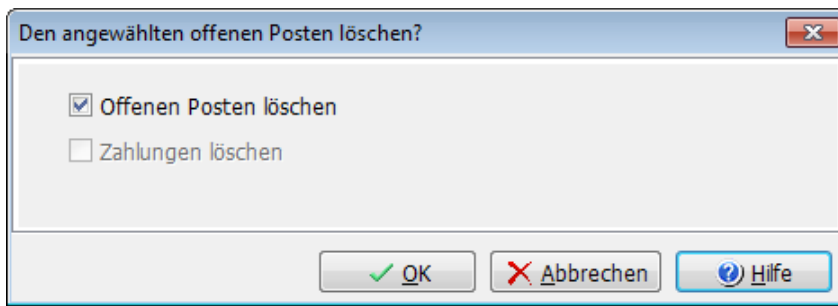 Den angewählten offenen Posten löschen?
Offenen Posten löschen
Zahlungen löschen
OK Abbrechen Hilfe